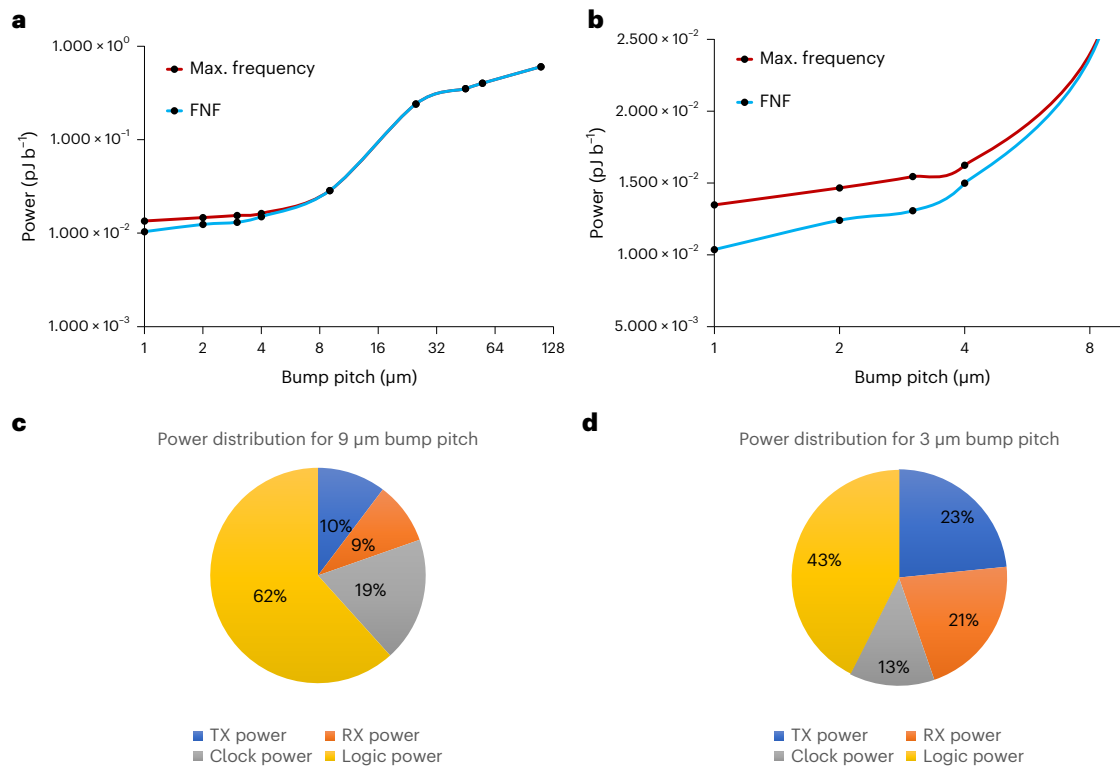 a
1.000 × 10⁰
1.000 × 10⁻¹
1.000 × 10⁻²
1.000 × 10⁻³
Power (pJ b⁻¹)
Max. frequency
FNF
1 2 4 8 16 32 64 128
Bump pitch (µm)
b
2.500 × 10⁻²
2.000 × 10⁻²
1.500 × 10⁻²
1.000 × 10⁻²
5.000 × 10⁻³
Power (pJ b⁻¹)
Max. frequency
FNF
1 2 4 8
Bump pitch (µm)
c
Power distribution for 9 µm bump pitch
10%
9%
19%
62%
TX power RX power
Clock power Logic power
d
Power distribution for 3 µm bump pitch
23%
43%
21%
13%
TX power RX power
Clock power Logic power